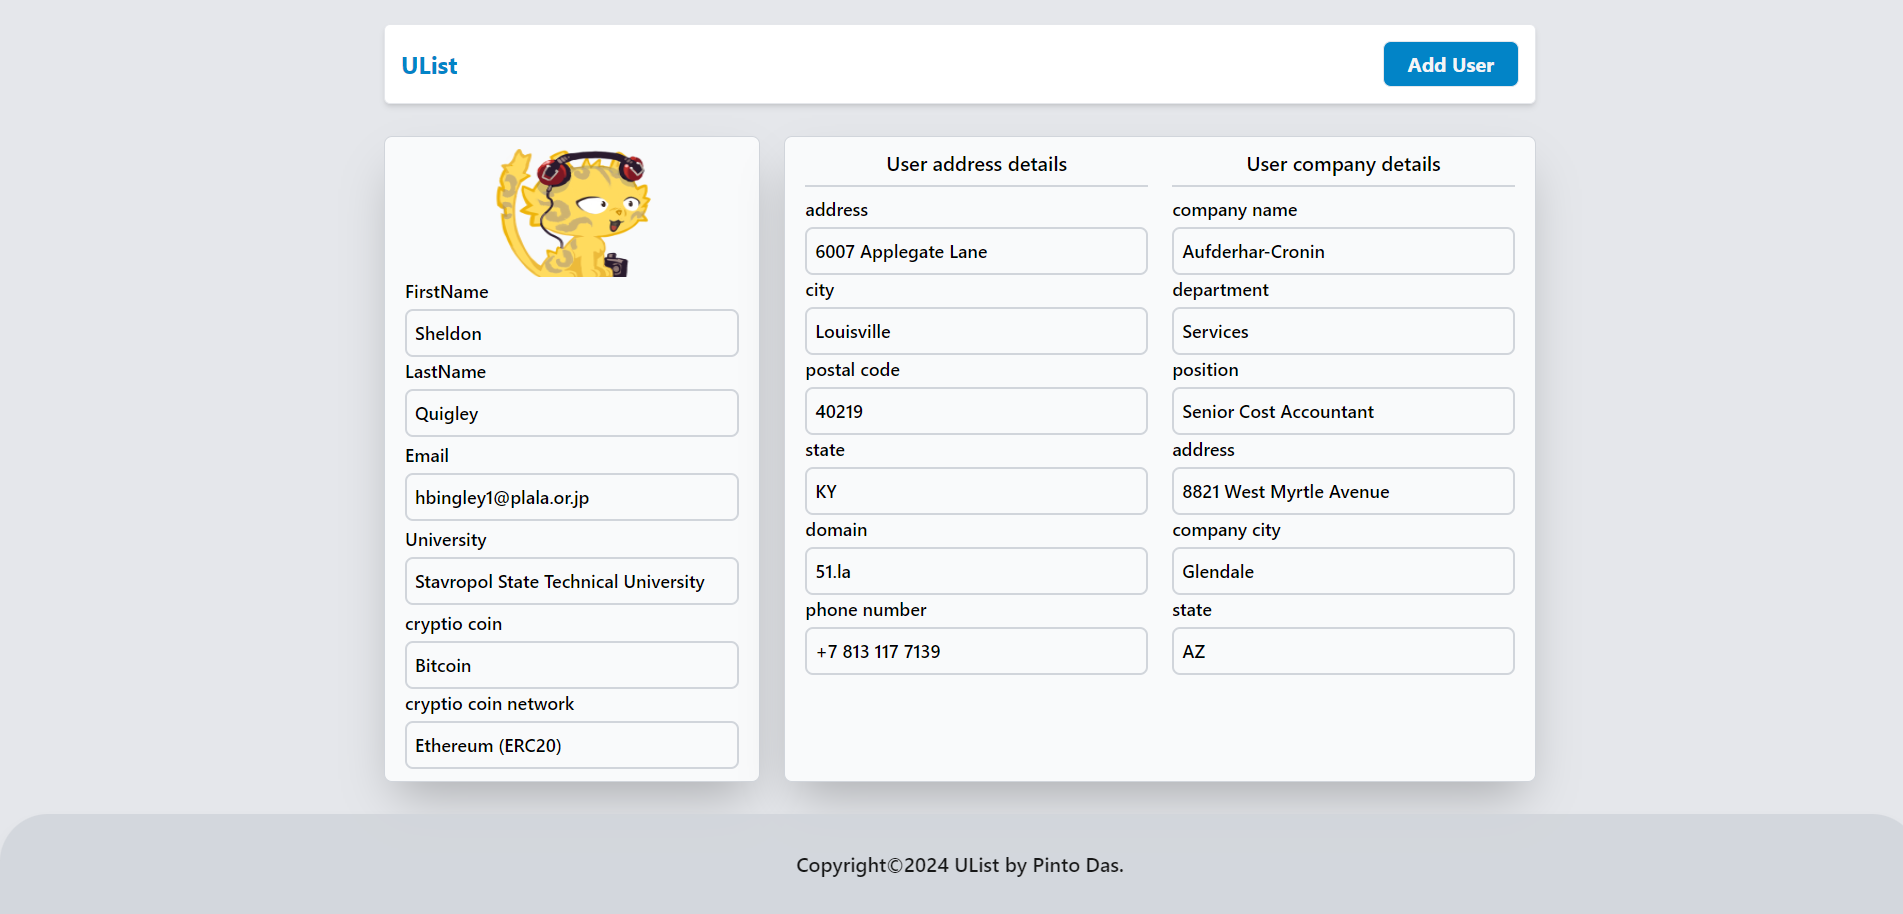 UList
Add User
FirstName
Sheldon
LastName
Quigley
Email
hbingley1@plala.or.jp
University
Stavropol State Technical University
cryptio coin
Bitcoin
cryptio coin network
Ethereum (ERC20)
User address details
address
6007 Applegate Lane
city
Louisville
postal code
40219
state
KY
domain
51.la
phone number
+7 813 117 7139
User company details
company name
Aufderhar-Cronin
department
Services
position
Senior Cost Accountant
address
8821 West Myrtle Avenue
company city
Glendale
state
AZ
Copyright©2024 UList by Pinto Das.